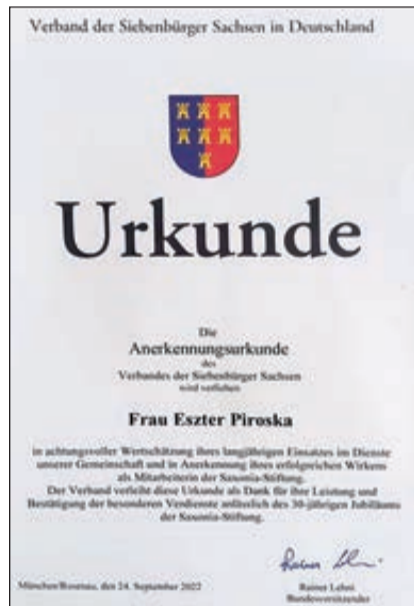 Verband der Siebenbürger Sachsen in Deutschland
Urkunde
Die
Anerkennungsurkunde
des
Verbandes der Siebenbürger Sachsen
wird verliehen
Frau Eszter Piroska
in achtungsvoller Wertschätzung ihres langjährigen Einsatzes im Dienste
unserer Gemeinschaft und in Anerkennung ihres erfolgreichen Wirkens
als Mitarbeiterin der Saxonia-Stiftung.
Der Verband verleiht diese Urkunde als Dank für ihre Leistung und
Bestätigung der besonderen Verdienste anlässlich des 30-jährigen Jubiläums
der Saxonia-Stiftung.
München/Rosenau, den 24. September 2022
Rainer Lehni
Bundesvorsitzender